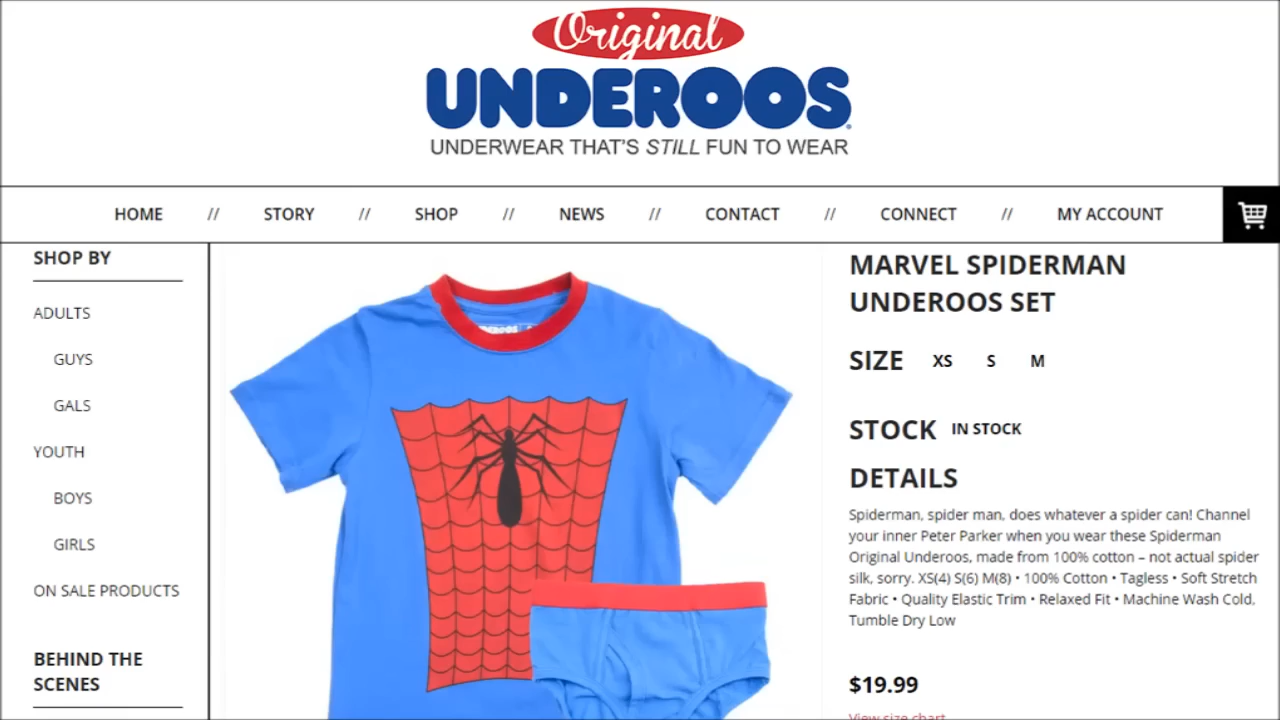 Original
UNDEROOS®
UNDERWEAR THAT'S STILL FUN TO WEAR
HOME // STORY // SHOP // NEWS // CONTACT // CONNECT // MY ACCOUNT
SHOP BY
ADULTS
GUYS
GALS
YOUTH
BOYS
GIRLS
ON SALE PRODUCTS
BEHIND THE
SCENES
MARVEL SPIDERMAN
UNDEROOS SET
SIZE XS S M
STOCK IN STOCK
DETAILS
Spiderman, spider man, does whatever a spider can! Channel
your inner Peter Parker when you wear these Spiderman
Original Underoos, made from 100% cotton – not actual spider
silk, sorry. XS(4) S(6) M(8) • 100% Cotton • Tagless • Soft Stretch
Fabric • Quality Elastic Trim • Relaxed Fit • Machine Wash Cold,
Tumble Dry Low
$19.99
View size chart